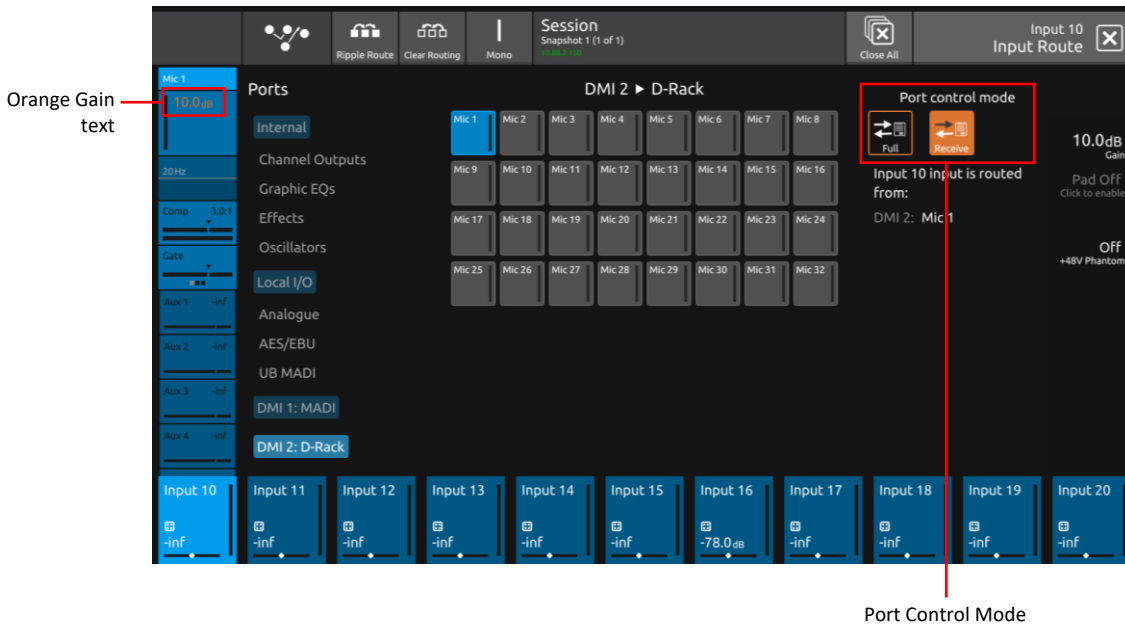 Ripple Route
Clear Routing
Mono
Session
Snapshot 1 (1 of 1)
Close All
Input 10
Input Route
Orange Gain
text
Mic 1
10.0dB
20Hz
Comp 3.0:1
Gate
Aux 1 -inf
Aux 2 -inf
Aux 3 -inf
Aux 4 -inf
Ports
Internal
Channel Outputs
Graphic EQs
Effects
Oscillators
Local I/O
Analogue
AES/EBU
UB MADI
DMI 1: MADI
DMI 2: D-Rack
DMI 2 ▶ D-Rack
Mic 1 Mic 2 Mic 3 Mic 4 Mic 5 Mic 6 Mic 7 Mic 8
Mic 9 Mic 10 Mic 11 Mic 12 Mic 13 Mic 14 Mic 15 Mic 16
Mic 17 Mic 18 Mic 19 Mic 20 Mic 21 Mic 22 Mic 23 Mic 24
Mic 25 Mic 26 Mic 27 Mic 28 Mic 29 Mic 30 Mic 31 Mic 32
Port control mode
Full
Receive
Input 10 input is routed
from:
DMI 2: Mic 1
10.0dB
Gain
Pad Off
Click to enable
Off
+48V Phantom
Input 10 Input 11 Input 12 Input 13 Input 14 Input 15 Input 16 Input 17 Input 18 Input 19 Input 20
-inf -inf -inf -inf -inf -inf -78.0dB -inf -inf -inf -inf
Port Control Mode